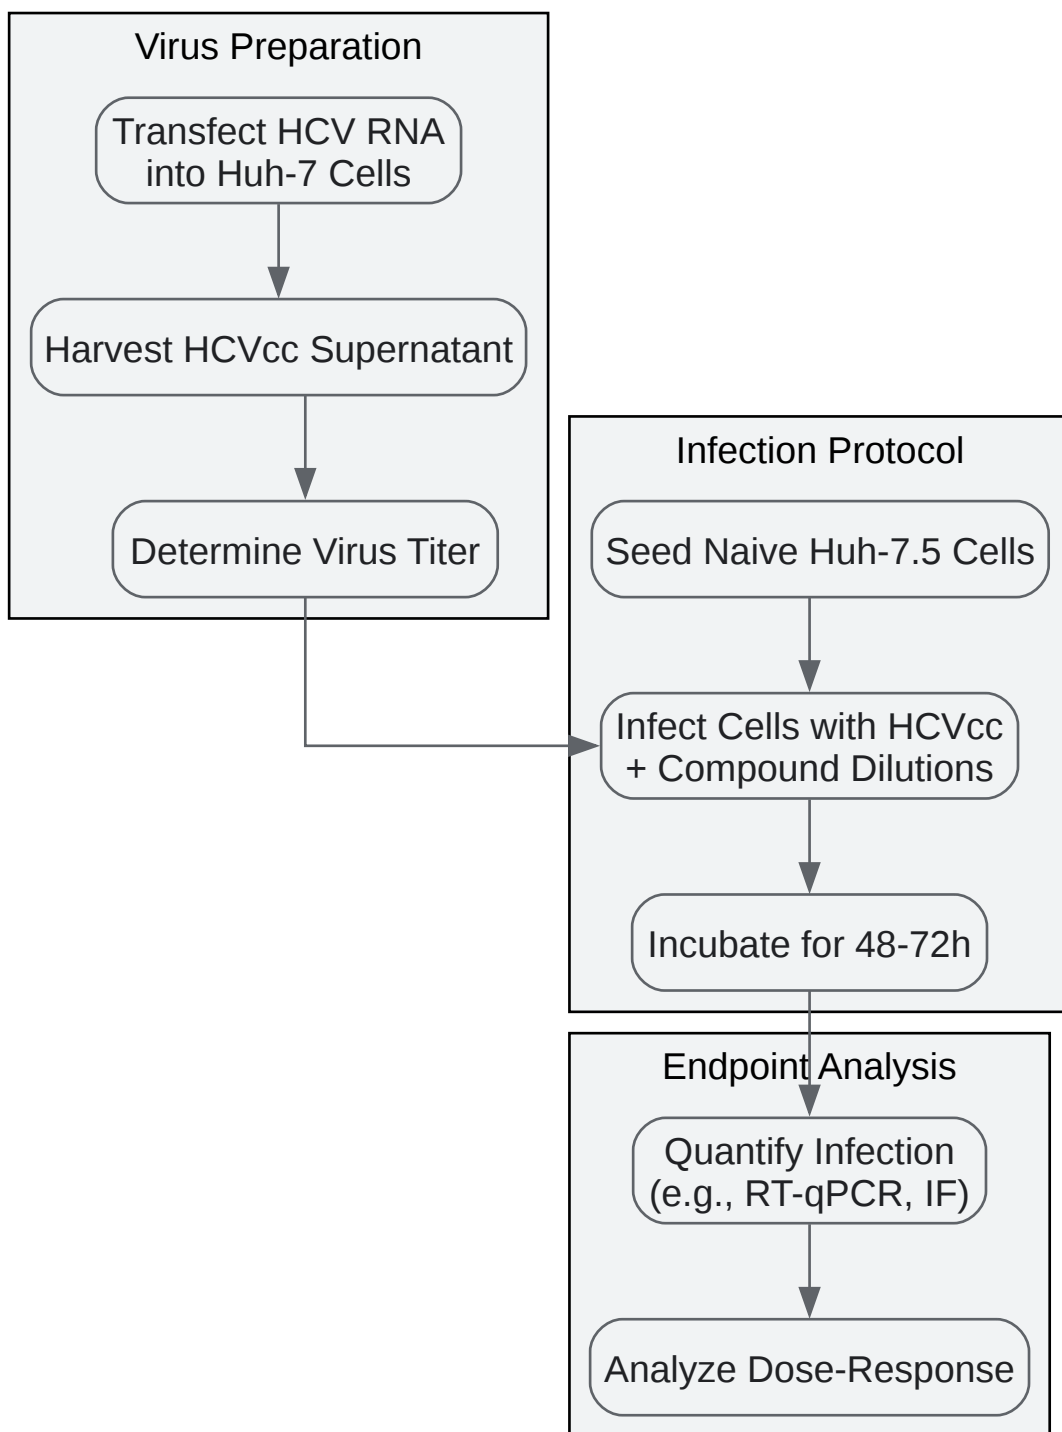 Virus Preparation
Transfect HCV RNA
into Huh-7 Cells
Harvest HCVcc Supernatant
Determine Virus Titer
Infection Protocol
Seed Naive Huh-7.5 Cells
Infect Cells with HCVcc
+ Compound Dilutions
Incubate for 48-72h
Endpoint Analysis
Quantify Infection
(e.g., RT-qPCR, IF)
Analyze Dose-Response